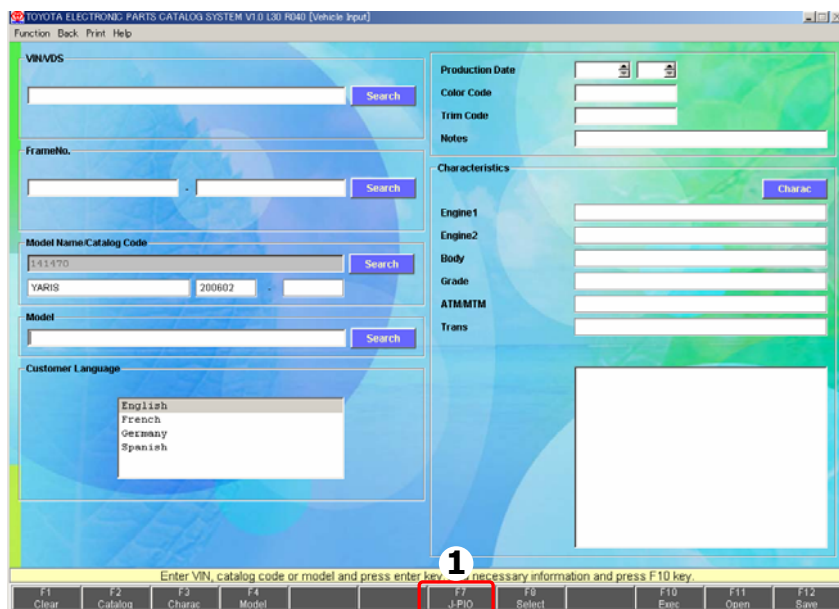 TOYOTA ELECTRONIC PARTS CATALOG SYSTEM V1.0 L30 R040 [Vehicle Input]
Function Back Print Help
VIN/VDS
Search
FrameNo.
- Search
Model Name/Catalog Code
141470 Search
YARIS 200602 -
Model
Search
Customer Language
English
French
Germany
Spanish
Production Date
Color Code
Trim Code
Notes
Characteristics
Charac
Engine1
Engine2
Body
Grade
ATM/MTM
Trans
1
Enter VIN, catalog code or model and press enter key. necessary information and press F10 key.
F1 F2 F3 F4 F7 F8 F10 F11 F12
Clear Catalog Charac Model J-PIO Select Exec Open Save